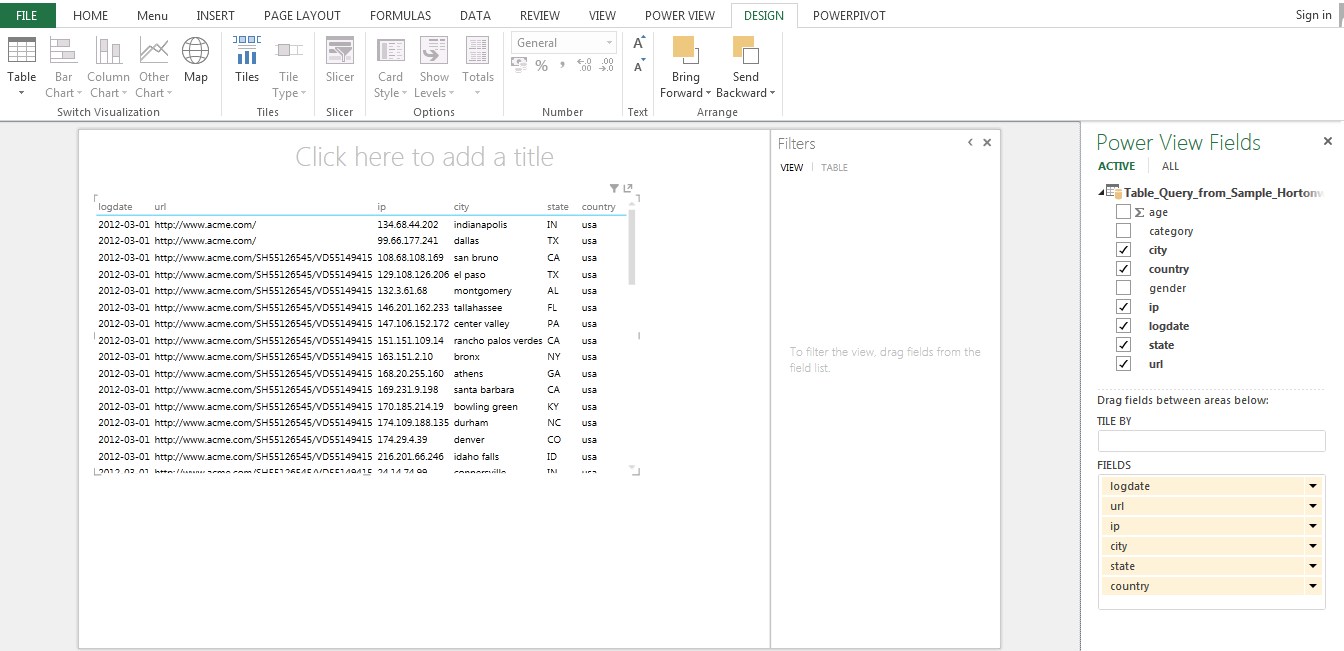 FILE HOME Menu INSERT PAGE LAYOUT FORMULAS DATA REVIEW VIEW POWER VIEW DESIGN POWERPIVOT Sign in
General
Table Bar Chart Column Chart Other Chart Map Tiles Tile Type Slicer Card Style Show Levels Totals % , ←.0 .00 .00 →.0 A A Bring Forward Send Backward
Switch Visualization Tiles Slicer Options Number Text Arrange
Click here to add a title
logdate url ip city state country
2012-03-01 http://www.acme.com/ 134.68.44.202 indianapolis IN usa
2012-03-01 http://www.acme.com/ 99.66.177.241 dallas TX usa
2012-03-01 http://www.acme.com/SH55126545/VD55149415 108.68.108.169 san bruno CA usa
2012-03-01 http://www.acme.com/SH55126545/VD55149415 129.108.126.206 el paso TX usa
2012-03-01 http://www.acme.com/SH55126545/VD55149415 132.3.61.68 montgomery AL usa
2012-03-01 http://www.acme.com/SH55126545/VD55149415 146.201.162.233 tallahassee FL usa
2012-03-01 http://www.acme.com/SH55126545/VD55149415 147.106.152.172 center valley PA usa
2012-03-01 http://www.acme.com/SH55126545/VD55149415 151.151.109.14 rancho palos verdes CA usa
2012-03-01 http://www.acme.com/SH55126545/VD55149415 163.151.2.10 bronx NY usa
2012-03-01 http://www.acme.com/SH55126545/VD55149415 168.20.255.160 athens GA usa
2012-03-01 http://www.acme.com/SH55126545/VD55149415 169.231.9.198 santa barbara CA usa
2012-03-01 http://www.acme.com/SH55126545/VD55149415 170.185.214.19 bowling green KY usa
2012-03-01 http://www.acme.com/SH55126545/VD55149415 174.109.188.135 durham NC usa
2012-03-01 http://www.acme.com/SH55126545/VD55149415 174.29.4.39 denver CO usa
2012-03-01 http://www.acme.com/SH55126545/VD55149415 216.201.66.246 idaho falls ID usa
2012-03-01 http://www.acme.com/SH55126545/VD55149415 24.14.74.99 connersville IN usa
Filters
VIEW TABLE
To filter the view, drag fields from the
field list.
Power View Fields
ACTIVE ALL
Table_Query_from_Sample_Hortonw
Σ age
category
city
country
gender
ip
logdate
state
url
Drag fields between areas below:
TILE BY
FIELDS
logdate
url
ip
city
state
country